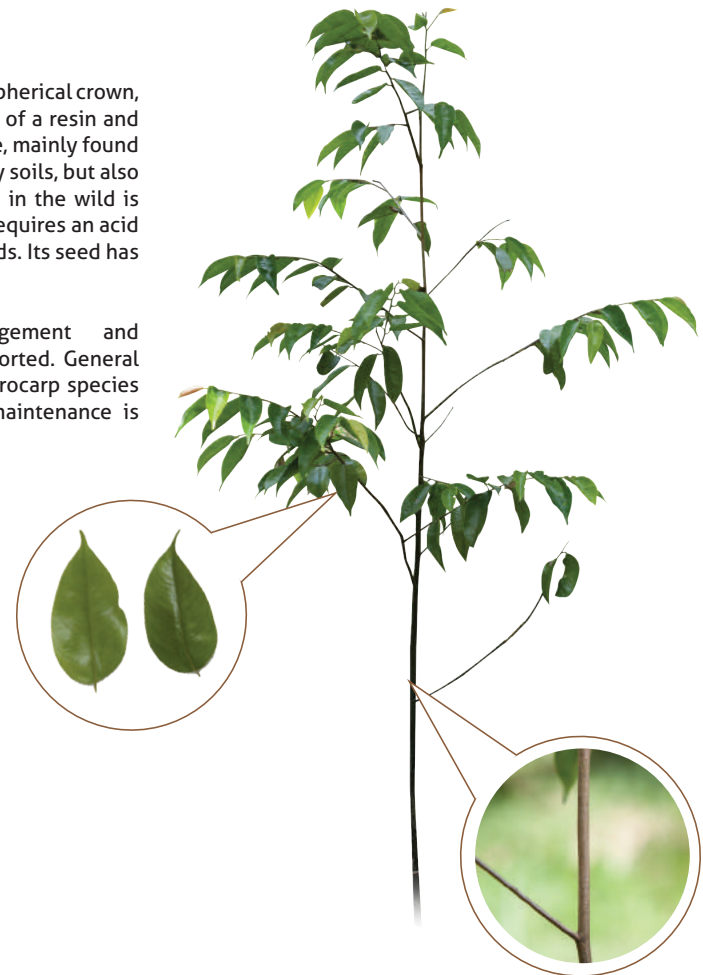 pherical crown,
of a resin and
, mainly found
y soils, but also
in the wild is
equires an acid
ds. Its seed has
gement and
orted. General
rocarp species
maintenance is